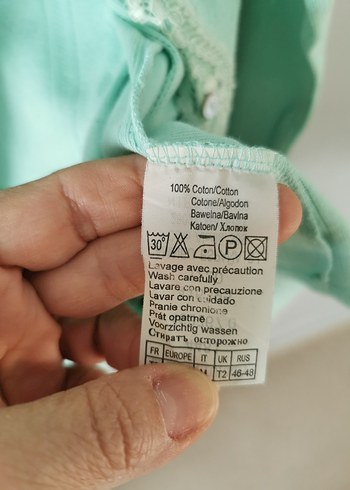 100% Coton/Cotton
Cotone/Algodon
Bawelna/Bavlna
Katoen/ Хлопок
30° P
Lavage avec précaution
Wash carefully
Lavare con precauzione
Lavar con cuidado
Pranie chronione
Prát opatrně
Voorzichtig wassen
Стирать осторожно
FR EUROPE IT UK RUS
T2 46-48